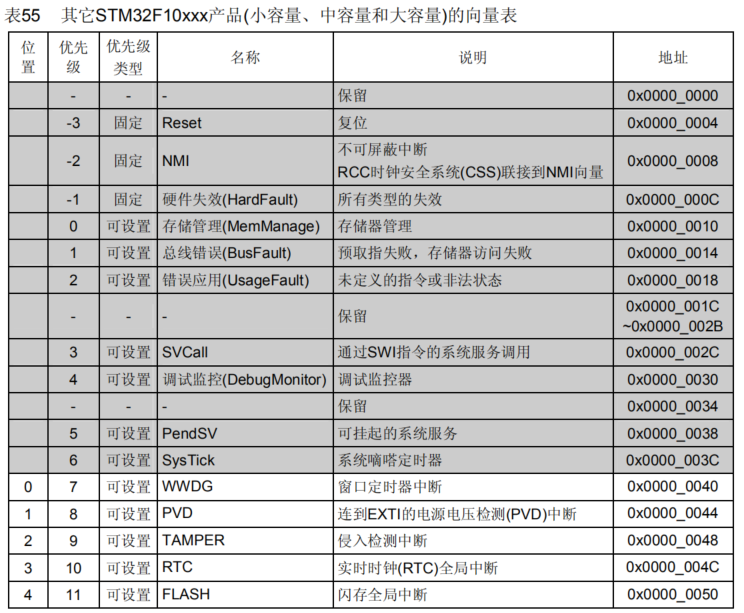 表55 其它STM32F10xxx产品(小容量、中容量和大容量)的向量表
位置 优先级 优先级类型 名称 说明 地址
- - - 保留 0x0000_0000
-3 固定 Reset 复位 0x0000_0004
-2 固定 NMI 不可屏蔽中断
RCC时钟安全系统(CSS)联接到NMI向量 0x0000_0008
-1 固定 硬件失效(HardFault) 所有类型的失效 0x0000_000C
0 可设置 存储管理(MemManage) 存储器管理 0x0000_0010
1 可设置 总线错误(BusFault) 预取指失败，存储器访问失败 0x0000_0014
2 可设置 错误应用(UsageFault) 未定义的指令或非法状态 0x0000_0018
- - - 保留 0x0000_001C
~0x0000_002B
3 可设置 SVCall 通过SWI指令的系统服务调用 0x0000_002C
4 可设置 调试监控(DebugMonitor) 调试监控器 0x0000_0030
- - - 保留 0x0000_0034
5 可设置 PendSV 可挂起的系统服务 0x0000_0038
6 可设置 SysTick 系统嘀嗒定时器 0x0000_003C
0 7 可设置 WWDG 窗口定时器中断 0x0000_0040
1 8 可设置 PVD 连到EXTI的电源电压检测(PVD)中断 0x0000_0044
2 9 可设置 TAMPER 侵入检测中断 0x0000_0048
3 10 可设置 RTC 实时时钟(RTC)全局中断 0x0000_004C
4 11 可设置 FLASH 闪存全局中断 0x0000_0050